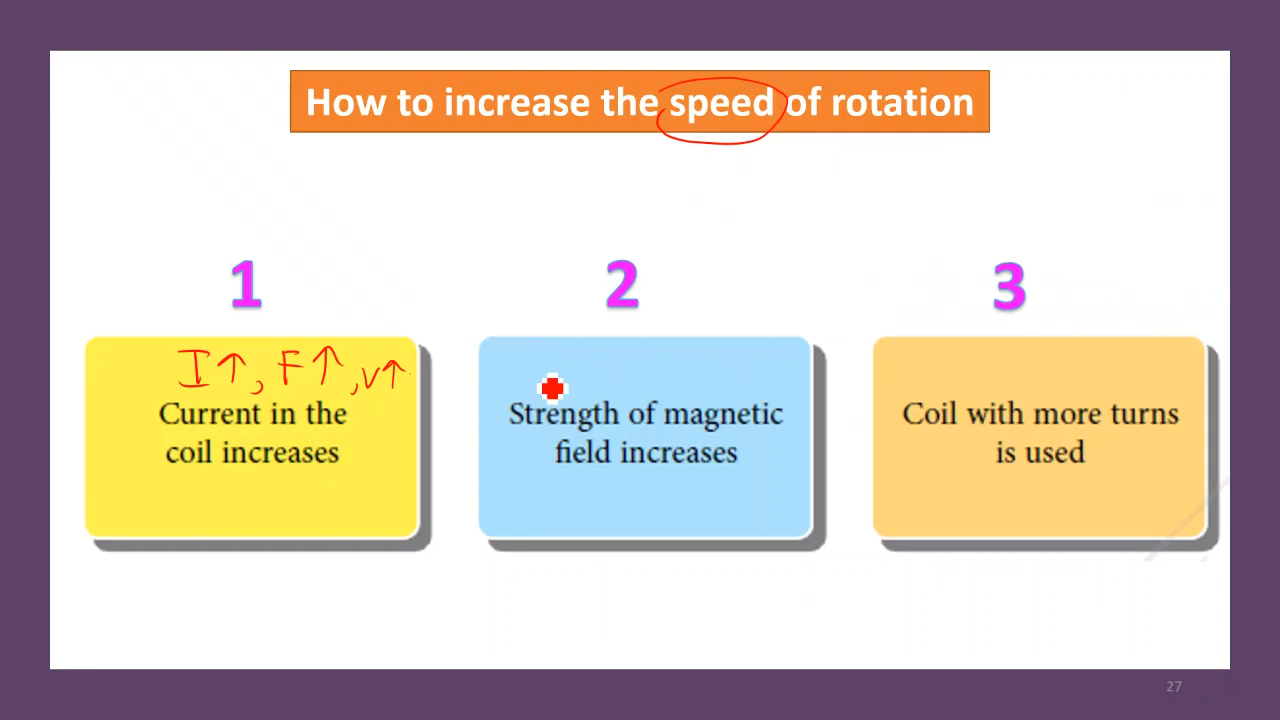 How to increase the speed of rotation
1
2
3
I↑, F↑, v↑
Current in the
coil increases
Strength of magnetic
field increases
Coil with more turns
is used
27